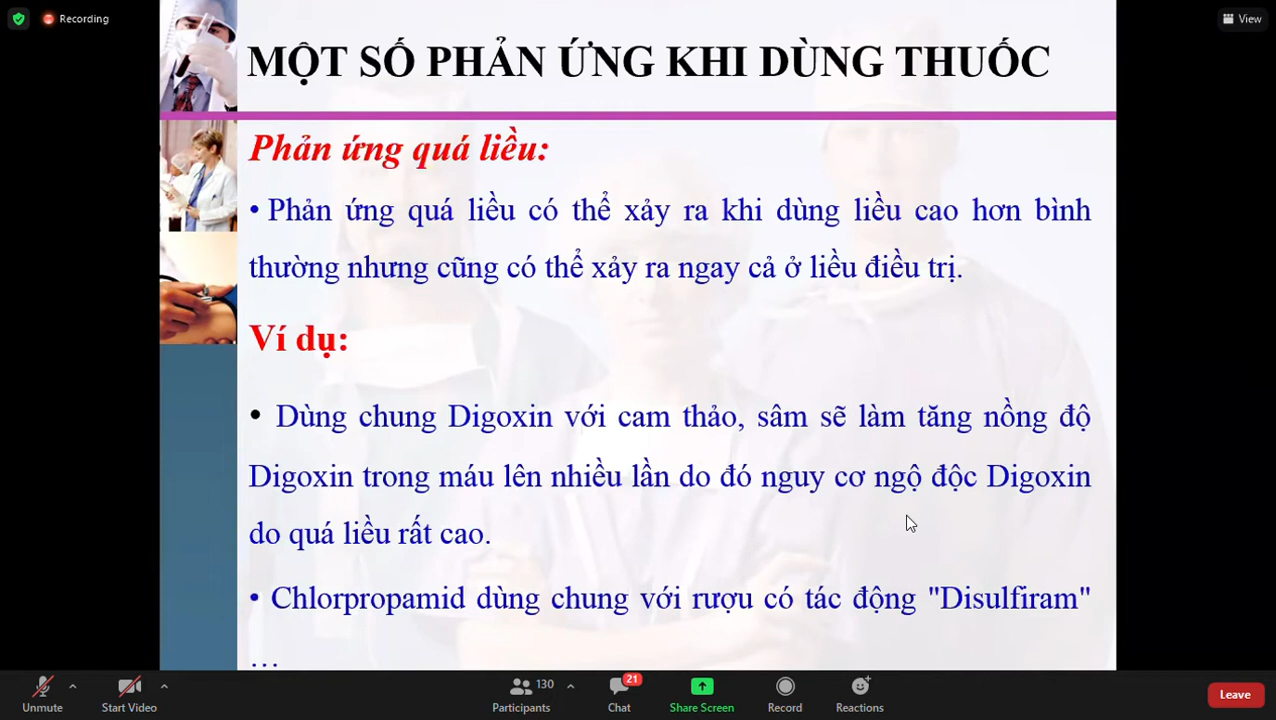 Recording
View
MỘT SỐ PHẢN ỨNG KHI DÙNG THUỐC
Phản ứng quá liều:
• Phản ứng quá liều có thể xảy ra khi dùng liều cao hơn bình
thường nhưng cũng có thể xảy ra ngay cả ở liều điều trị.
Ví dụ:
• Dùng chung Digoxin với cam thảo, sâm sẽ làm tăng nồng độ
Digoxin trong máu lên nhiều lần do đó nguy cơ ngộ độc Digoxin
do quá liều rất cao.
• Chlorpropamid dùng chung với rượu có tác động "Disulfiram"
…
Unmute
Start Video
130
Participants
21
Chat
Share Screen
Record
Reactions
Leave